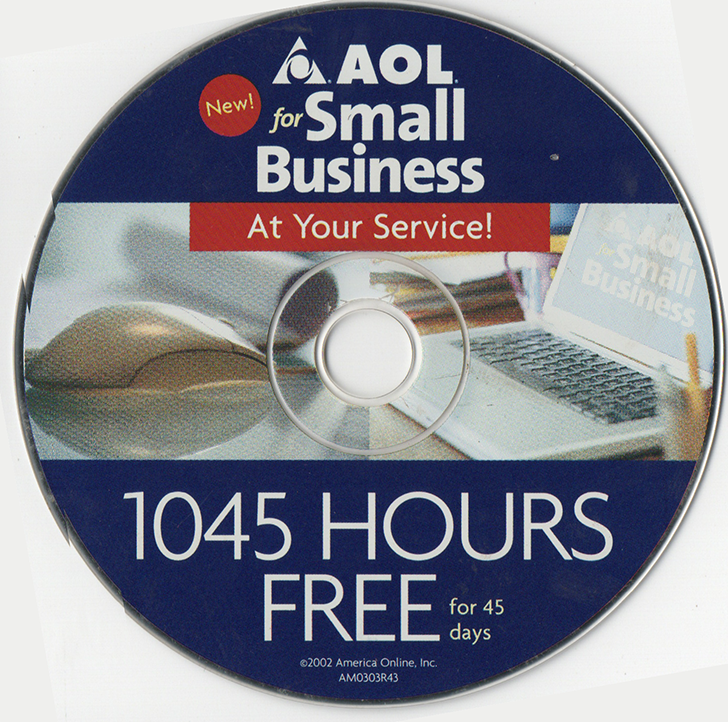 AOL
New!
for Small
Business
At Your Service!
AOL
for Small
Business
1045 HOURS
FREE for 45
days
©2002 America Online, Inc.
AM0303R43